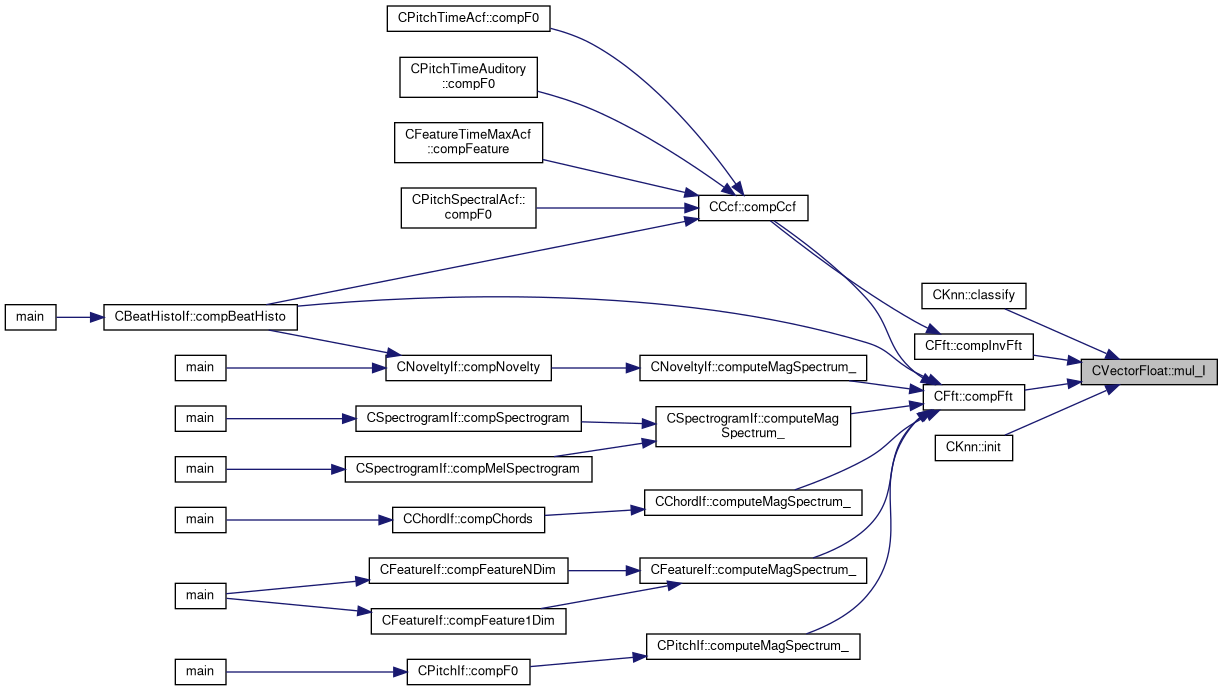 CPitchTimeAcf::compF0
CPitchTimeAuditory
::compF0
CFeatureTimeMaxAcf
::compFeature
CPitchSpectralAcf::
compF0
CCcf::compCcf
CKnn::classify
main
CBeatHistoIf::compBeatHisto
CFft::compInvFft
main
CNoveltyIf::compNovelty
CNoveltyIf::computeMagSpectrum_
CVectorFloat::mul_I
CFft::compFft
main
CSpectrogramIf::compSpectrogram
CSpectrogramIf::computeMag
Spectrum_
CKnn::init
main
CSpectrogramIf::compMelSpectrogram
CChordIf::computeMagSpectrum_
main
CChordIf::compChords
CFeatureIf::compFeatureNDim
CFeatureIf::computeMagSpectrum_
main
CFeatureIf::compFeature1Dim
CPitchIf::computeMagSpectrum_
main
CPitchIf::compF0